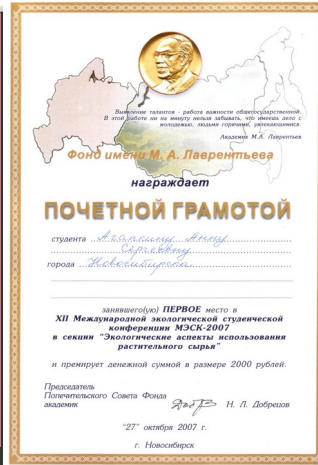 Выявление талантов - работа важности общегосударственной.
В этой работе ни на минуту нельзя забывать, что имеешь дело с
молодежью, людьми горячими, увлекающимися.
Академик М.А. Лаврентьев
Фонд имени М. А. Лаврентьева
награждает
ПОЧЕТНОЙ ГРАМОТОЙ
студента Агапкину Анну
Сергеевну
города Новосибирска
занявшего(ую) ПЕРВОЕ место в
XII Международной экологической студенческой
конференции МЭСК-2007
в секции "Экологические аспекты использования
растительного сырья"
и премирует денежной суммой в размере 2000 рублей.
Председатель
Попечительского Совета Фонда
академик Н. Л. Добрецов
"27" октября 2007 г.
г. Новосибирск